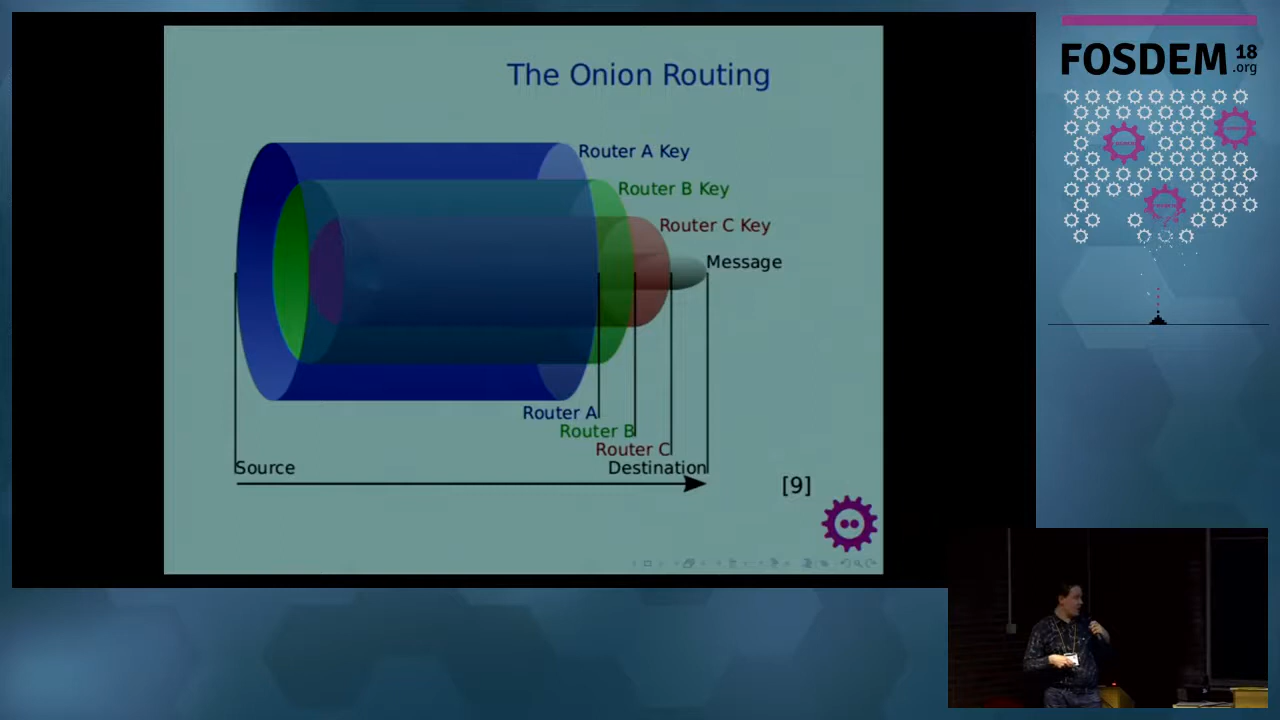 The Onion Routing
Router A Key
Router B Key
Router C Key
Message
Router A
Router B
Router C
Source
Destination
[9]
FOSDEM 18
.org